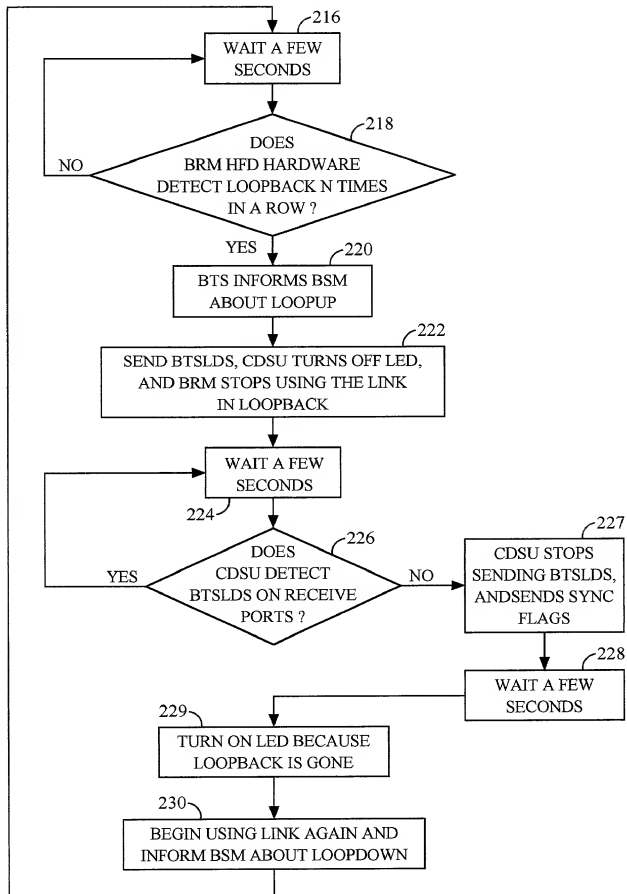 216
WAIT A FEW
SECONDS
218
DOES
BRM HFD HARDWARE
DETECT LOOPBACK N TIMES
IN A ROW ?
NO
YES
220
BTS INFORMS BSM
ABOUT LOOPUP
222
SEND BTSLDS, CDSU TURNS OFF LED,
AND BRM STOPS USING THE LINK
IN LOOPBACK
WAIT A FEW
SECONDS
224
226
DOES
CDSU DETECT
BTSLDS ON RECEIVE
PORTS ?
YES
NO
227
CDSU STOPS
SENDING BTSLDS,
ANDSENDS SYNC
FLAGS
228
WAIT A FEW
SECONDS
229
TURN ON LED BECAUSE
LOOPBACK IS GONE
230
BEGIN USING LINK AGAIN AND
INFORM BSM ABOUT LOOPDOWN